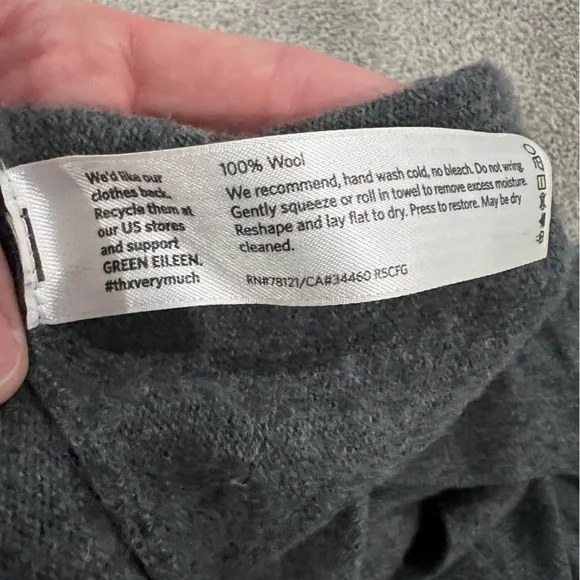 We'd like our
clothes back.
Recycle them at
our US stores
and support
GREEN EILEEN.
#thxverymuch
100% Wool
We recommend, hand wash cold, no bleach. Do not wring.
Gently squeeze or roll in towel to remove excess moisture.
Reshape and lay flat to dry. Press to restore. May be dry
cleaned.
RN#78121/CA#34460 R5CFG